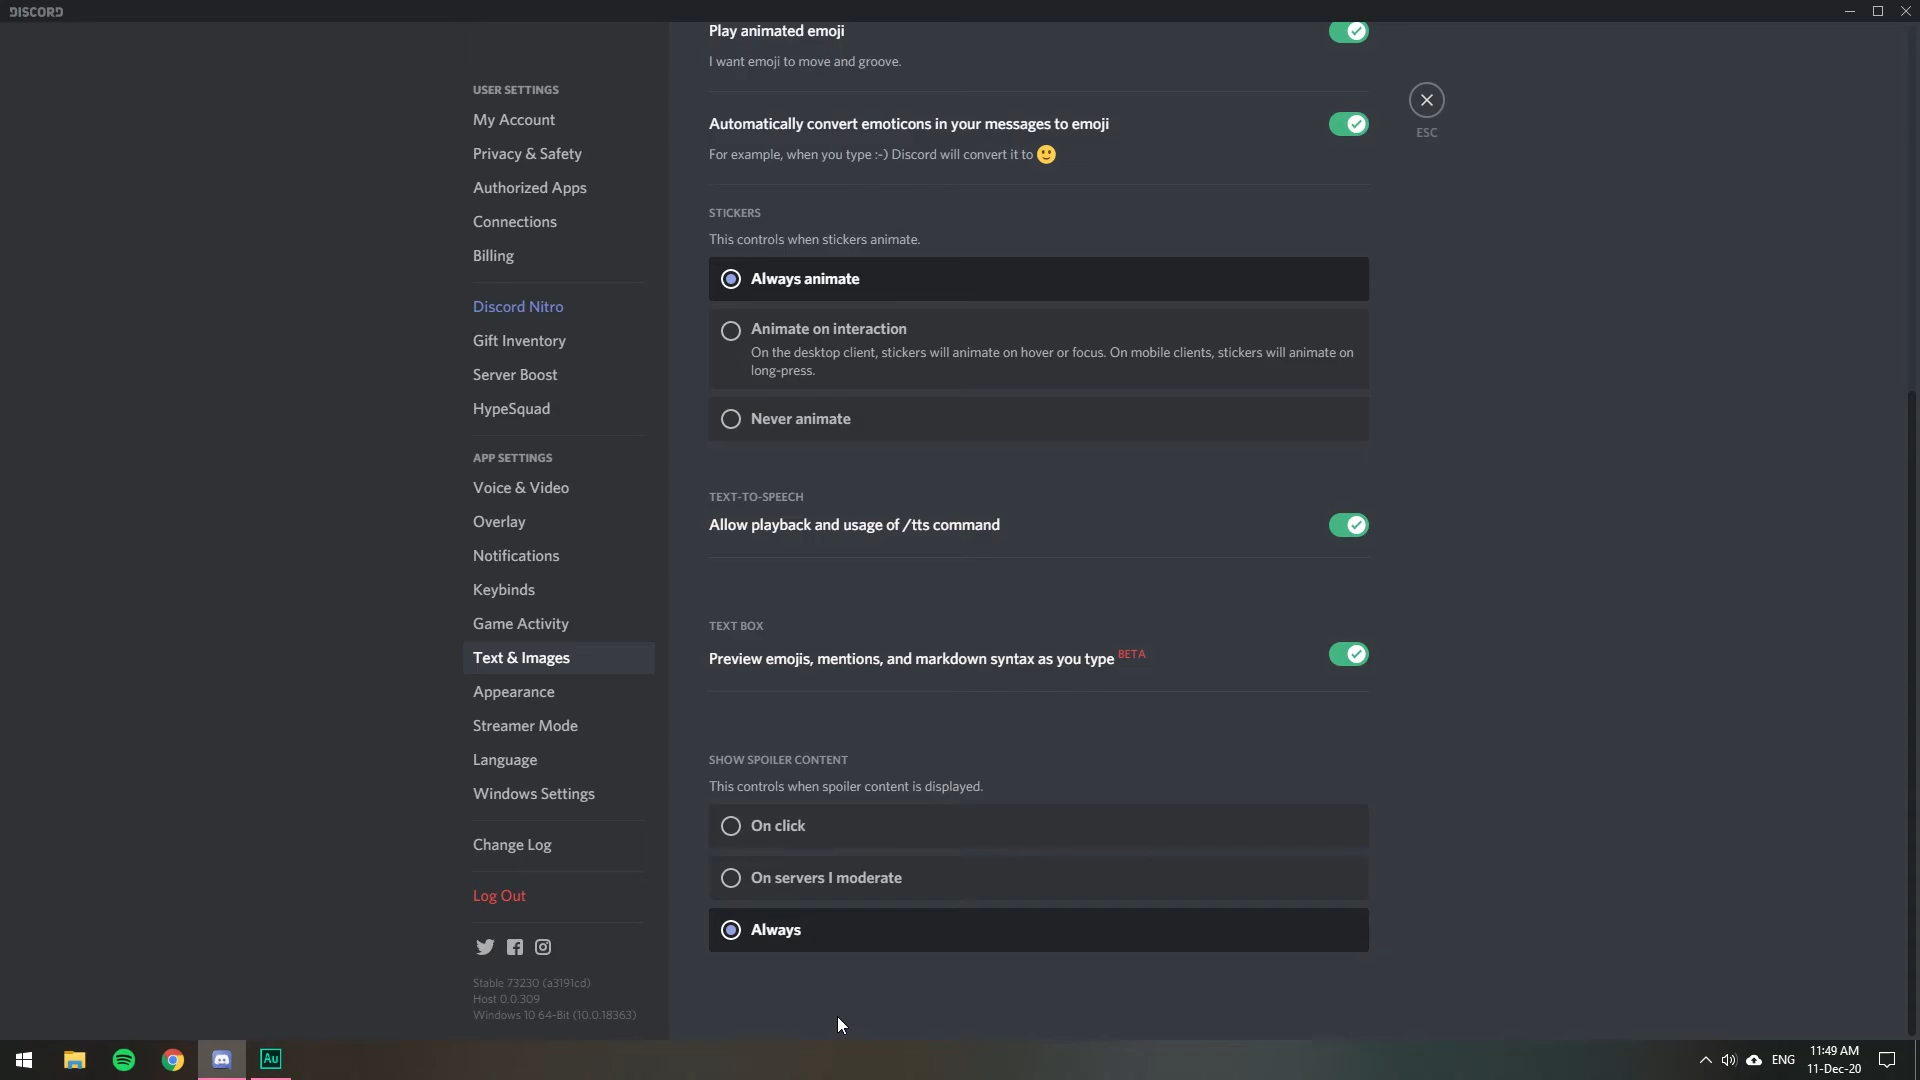 DISCORD
USER SETTINGS
My Account
Privacy & Safety
Authorized Apps
Connections
Billing
Discord Nitro
Gift Inventory
Server Boost
HypeSquad
APP SETTINGS
Voice & Video
Overlay
Notifications
Keybinds
Game Activity
Text & Images
Appearance
Streamer Mode
Language
Windows Settings
Change Log
Log Out
Stable 73230 (a3191cd)
Host 0.0.309
Windows 10 64-Bit (10.0.18363)
Play animated emoji
I want emoji to move and groove.
Automatically convert emoticons in your messages to emoji
For example, when you type :-) Discord will convert it to
STICKERS
This controls when stickers animate.
Always animate
Animate on interaction
On the desktop client, stickers will animate on hover or focus. On mobile clients, stickers will animate on
long-press.
Never animate
TEXT-TO-SPEECH
Allow playback and usage of /tts command
TEXT BOX
Preview emojis, mentions, and markdown syntax as you type BETA
SHOW SPOILER CONTENT
This controls when spoiler content is displayed.
On click
On servers I moderate
Always
ESC
Au
ENG
11:49 AM
11-Dec-20